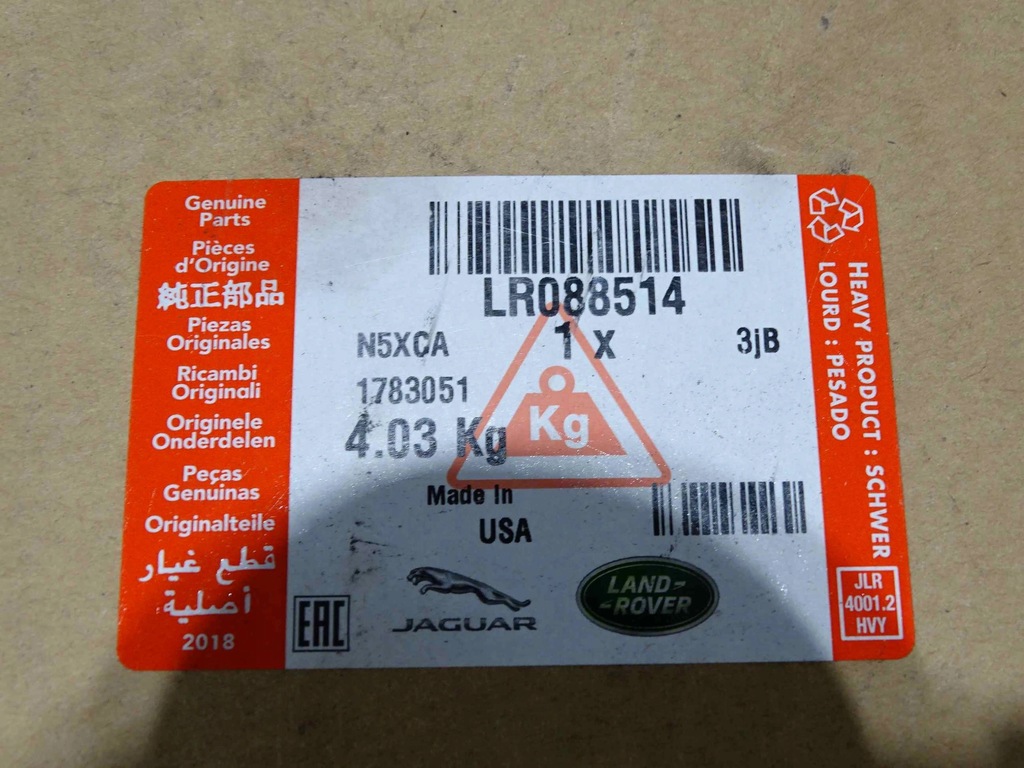 Genuine
Parts
Pièces
d'Origine
純正部品
Piezas
Originales
Ricambi
Originali
Originele
Onderdelen
Peças
Genuinas
Originalteile
قطع غيار
أصلية
2018
LR088514
N5XCA
1 x
3jB
1783051
4.03 Kg
Kg
Made In
USA
EAC
JAGUAR
LAND-
-ROVER
HEAVY PRODUCT : SCHWER
LOURD : PESADO
JLR
4001.2
HVY